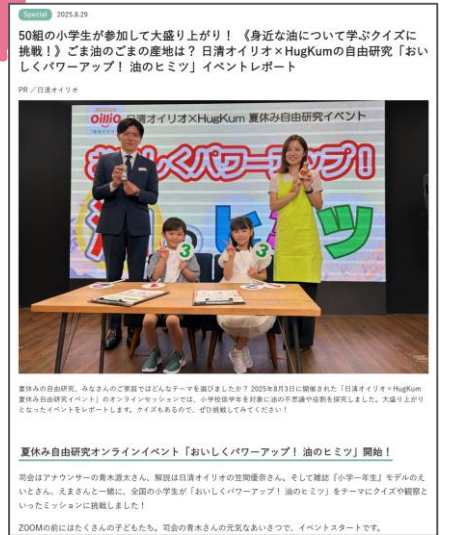 Special 2025.8.29
50組の小学生が参加して大盛り上がり！ 《身近な油について学ぶクイズに
挑戦！》ごま油のごまの産地は？ 日清オイリオ×HugKumの自由研究「おい
しくパワーアップ！ 油のヒミツ」イベントレポート
PR ／日清オイリオ
日清オイリオ×HugKum 夏休み自由研究イベント
パワーアップ！
ヒミツ
3
3
夏休みの自由研究、みなさんのご家庭ではどんなテーマを選びましたか？ 2025年8月3日に開催された「日清オイリオ×HugKum
夏休み自由研究イベント」のオンラインセッションでは、小学校低学年を対象に油の不思議や役割を探究しました。大盛り上がり
となったイベントをレポートします。クイズもあるので、ぜひ挑戦してみてください！
夏休み自由研究オンラインイベント「おいしくパワーアップ！ 油のヒミツ」開始！
司会はアナウンサーの青木源太さん、解説は日清オイリオの笠間優奈さん。そして雑誌『小学一年生』モデルのえ
いとさん、えまさんと一緒に、全国の小学生が「おいしくパワーアップ！ 油のヒミツ」をテーマにクイズや観察と
いったミッションに挑戦しました！
ZOOMの前にはたくさんの子どもたち。司会の青木さんの元気なあいさつで、イベントスタートです。